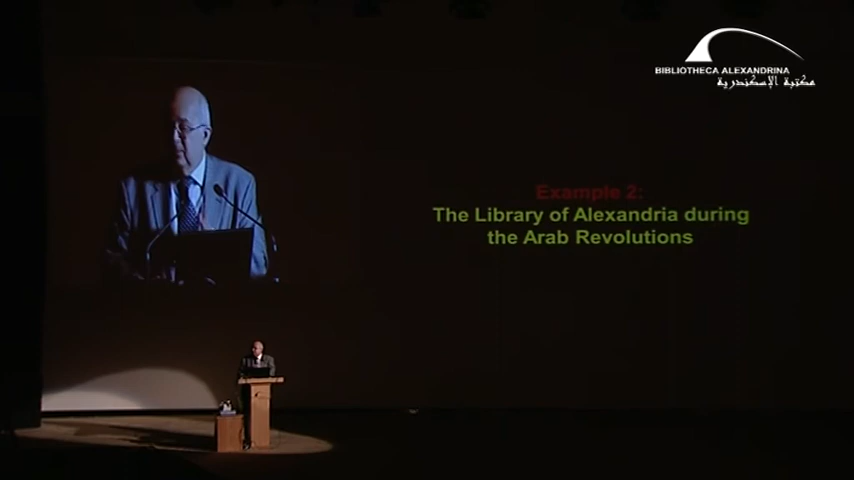 BIBLIOTHECA ALEXANDRINA
مكتبة الإسكندرية
Example 2:
The Library of Alexandria during
the Arab Revolutions